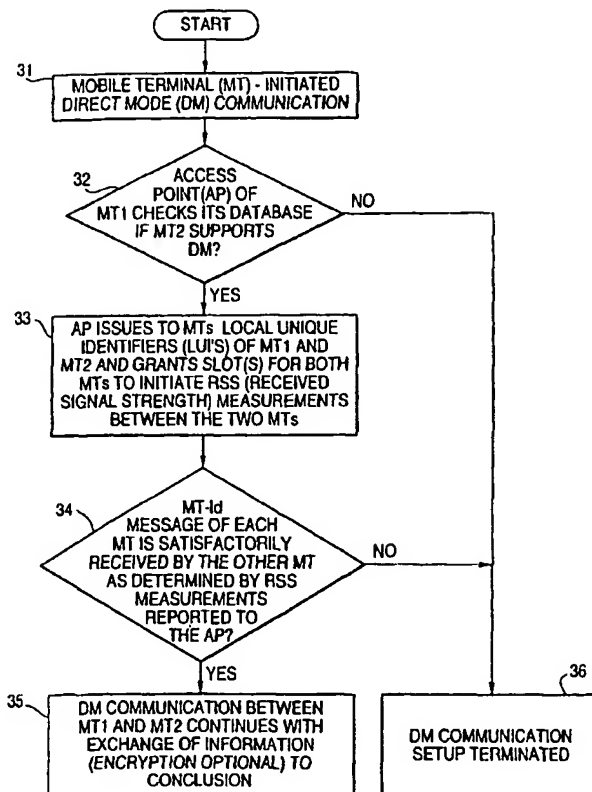 START
31
MOBILE TERMINAL (MT) - INITIATED
DIRECT MODE (DM) COMMUNICATION
32
ACCESS
POINT(AP) OF
MT1 CHECKS ITS DATABASE
IF MT2 SUPPORTS
DM?
NO
YES
33
AP ISSUES TO MTs LOCAL UNIQUE
IDENTIFIERS (LUI'S) OF MT1 AND
MT2 AND GRANTS SLOT(S) FOR BOTH
MTs TO INITIATE RSS (RECEIVED
SIGNAL STRENGTH) MEASUREMENTS
BETWEEN THE TWO MTs
34
MT-Id
MESSAGE OF EACH
MT IS SATISFACTORILY
RECEIVED BY THE OTHER MT
AS DETERMINED BY RSS
MEASUREMENTS
REPORTED TO
THE AP?
NO
YES
35
DM COMMUNICATION BETWEEN
MT1 AND MT2 CONTINUES WITH
EXCHANGE OF INFORMATION
(ENCRYPTION OPTIONAL) TO
CONCLUSION
36
DM COMMUNICATION
SETUP TERMINATED